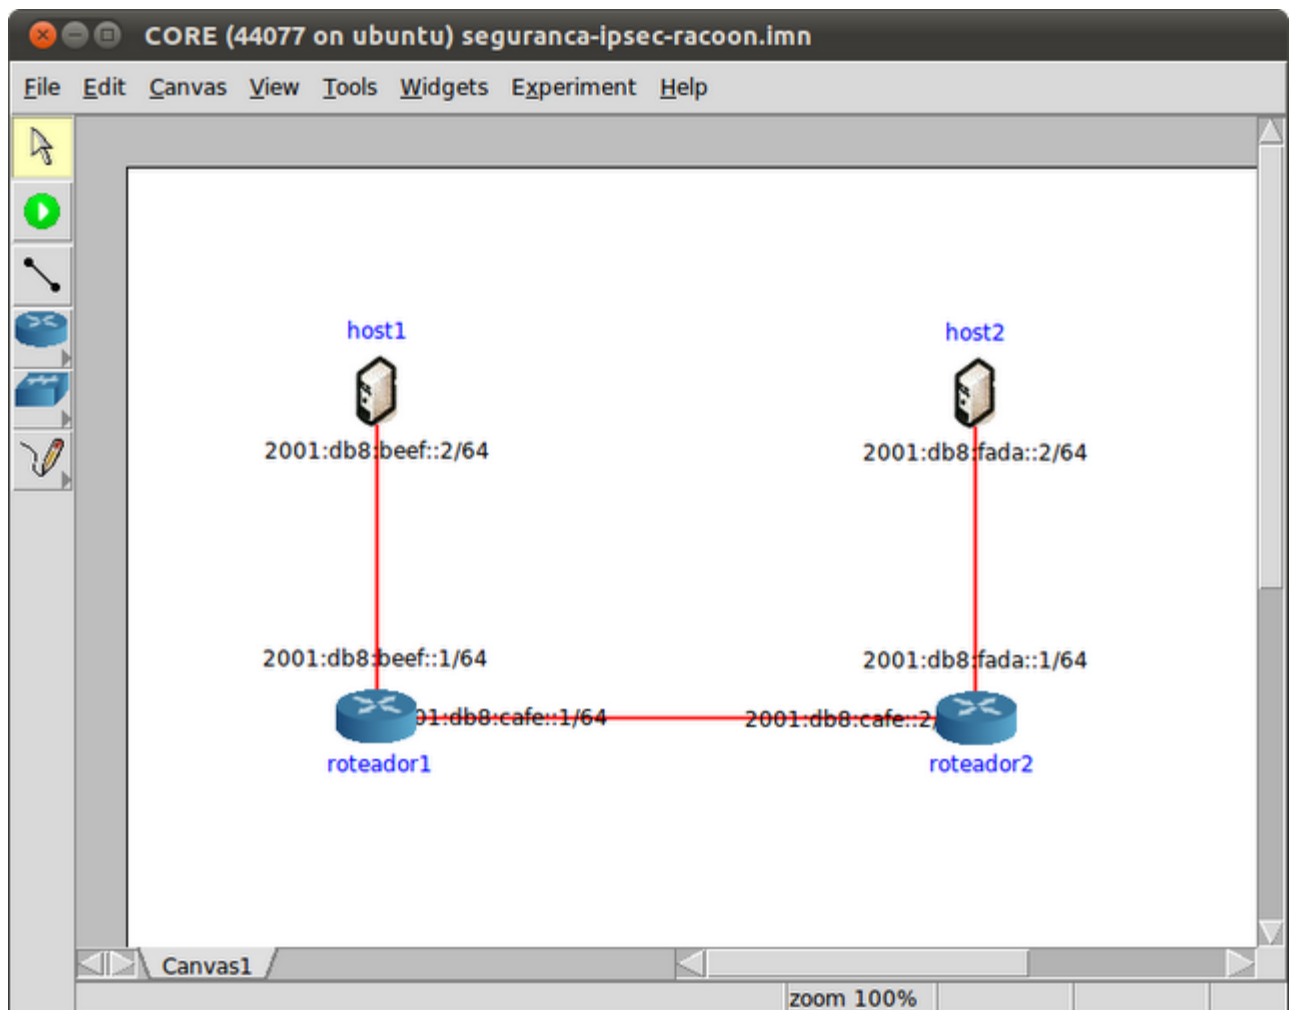 CORE (44077 on ubuntu) seguranca-ipsec-racoon.imn
File Edit Canvas View Tools Widgets Experiment Help
host1
host2
2001:db8:beef::2/64
2001:db8:fada::2/64
2001:db8:beef::1/64
2001:db8:fada::1/64
01:db8:cafe::1/64
2001:db8:cafe::2/
roteador1
roteador2
Canvas1
zoom 100%